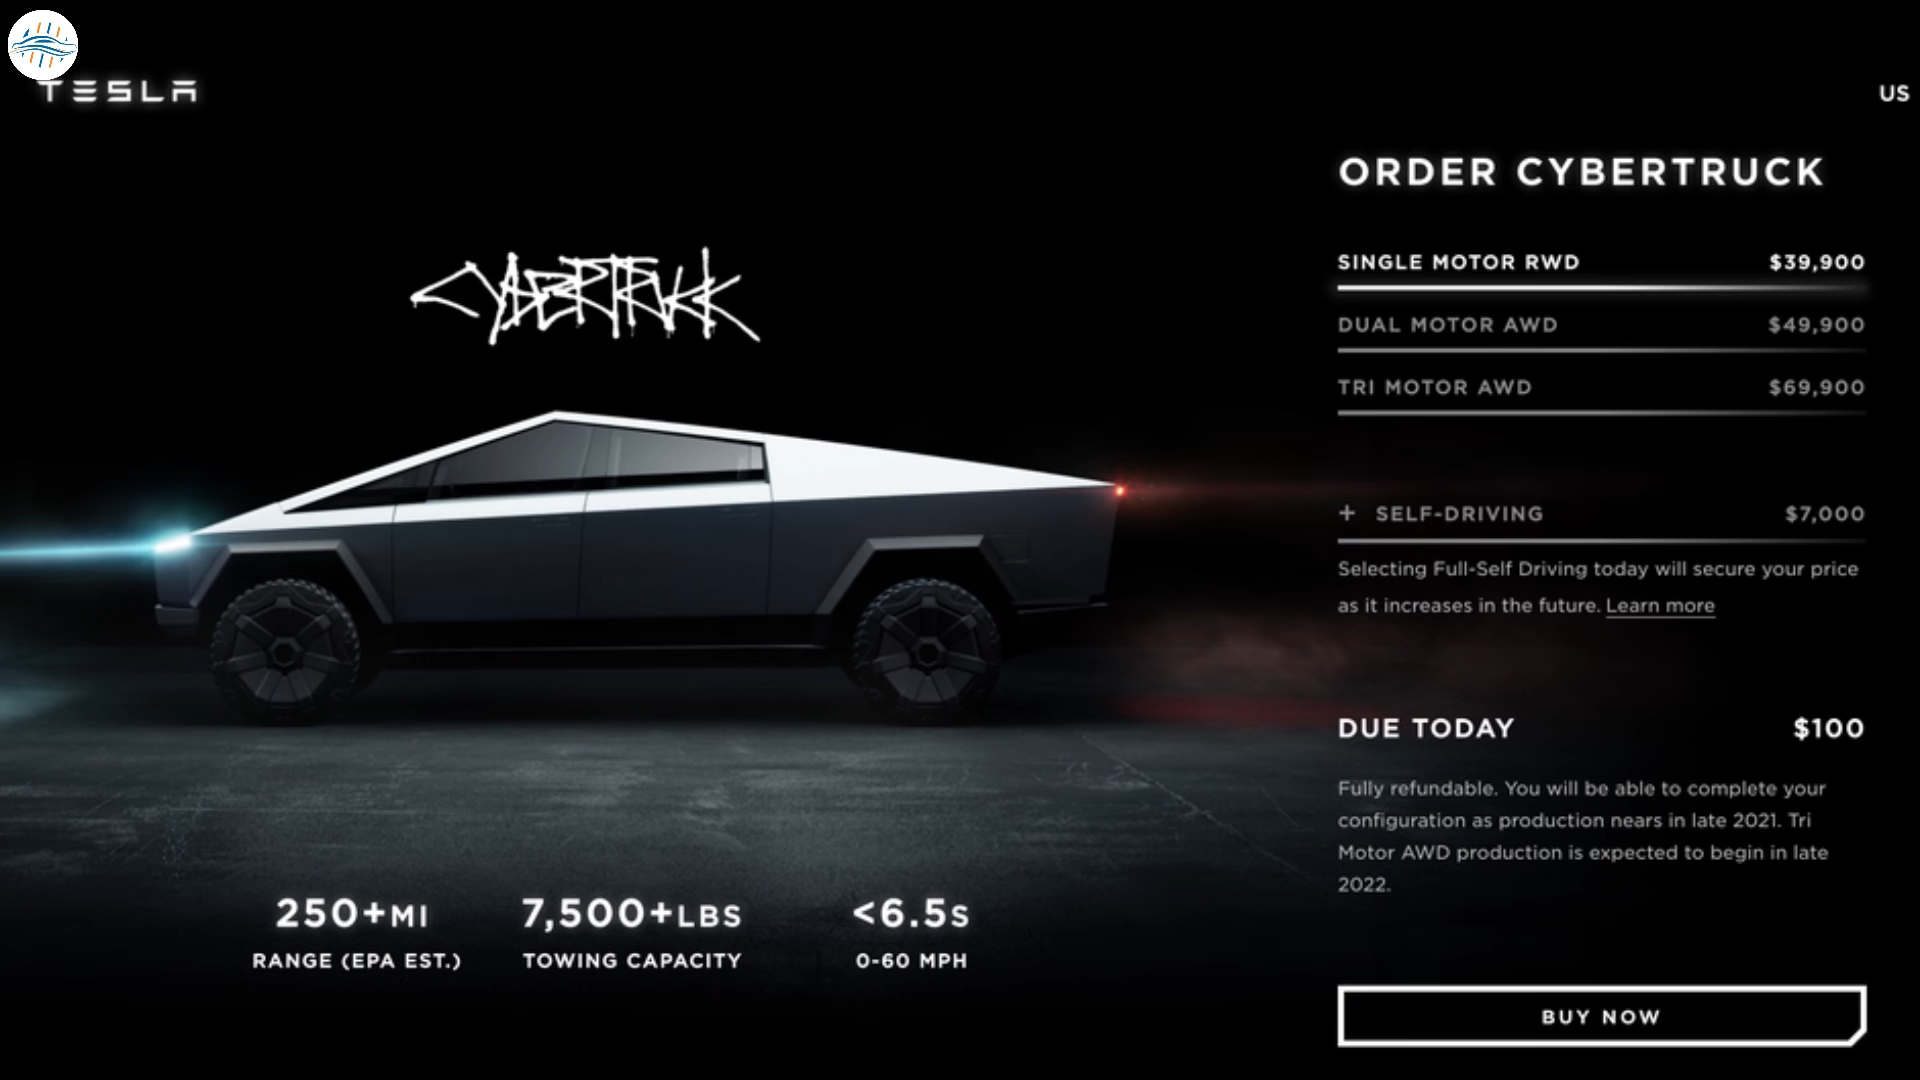 TESLA
US
ORDER CYBERTRUCK
CYBERTRUCK
SINGLE MOTOR RWD $39,900
DUAL MOTOR AWD $49,900
TRI MOTOR AWD $69,900
+ SELF-DRIVING $7,000
Selecting Full-Self Driving today will secure your price
as it increases in the future. Learn more
DUE TODAY $100
Fully refundable. You will be able to complete your
configuration as production nears in late 2021. Tri
Motor AWD production is expected to begin in late
2022.
250+MI 7,500+LBS <6.5S
RANGE (EPA EST.) TOWING CAPACITY 0-60 MPH
BUY NOW